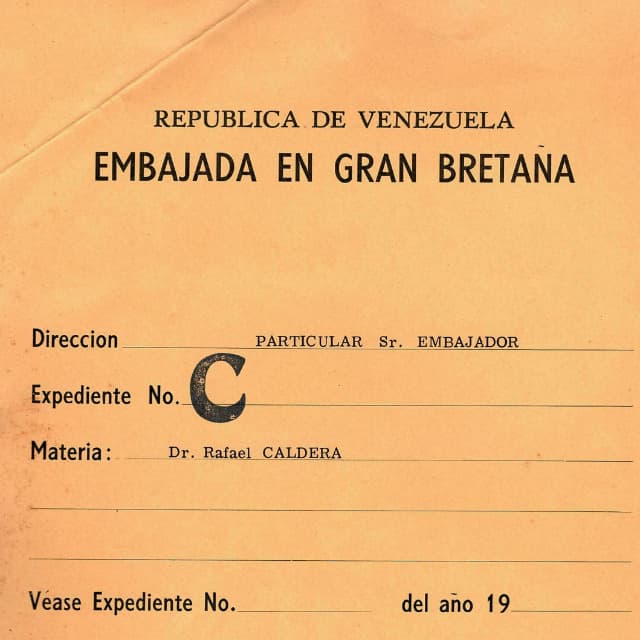 REPUBLICA DE VENEZUELA
EMBAJADA EN GRAN BRETAÑA
Direccion PARTICULAR Sr. EMBAJADOR
Expediente No. C
Materia: Dr. Rafael CALDERA
Véase Expediente No. del año 19